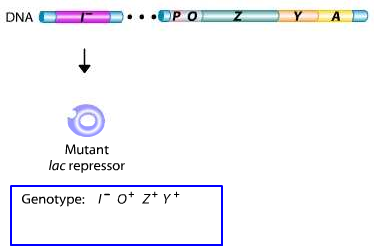 DNA I⁻ P O Z Y A
Mutant
lac repressor
Genotype: I⁻ O⁺ Z⁺ Y⁺